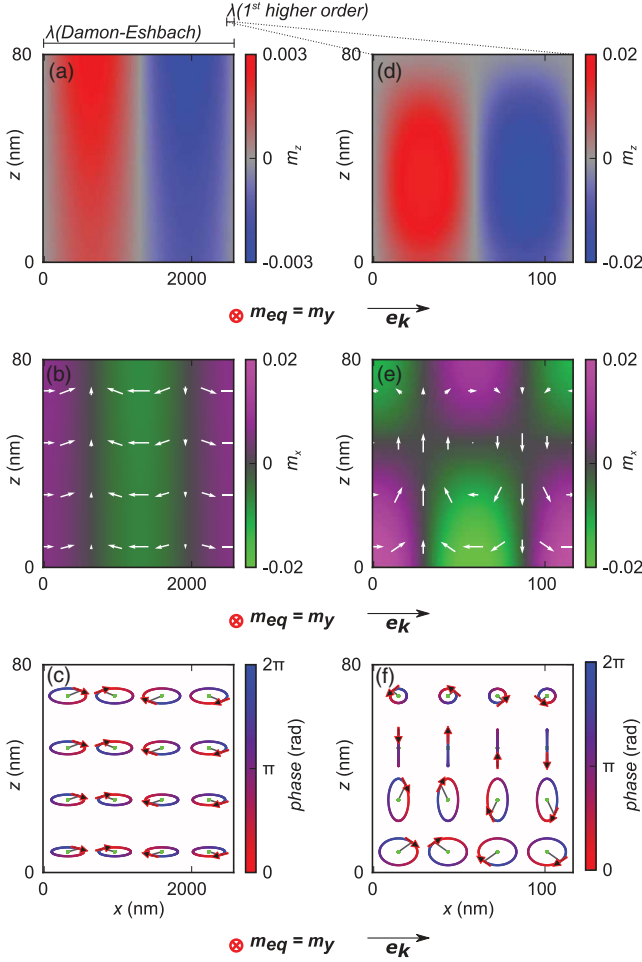 λ(1st higher order)
λ(Damon-Eshbach)
(a)
80
z (nm)
0
0
2000
0.003
0
-0.003
mz
(d)
80
z (nm)
0
0
100
0.02
0
-0.02
mz
⊗ meq = my
ek
(b)
80
z (nm)
0
0
2000
0.02
0
-0.02
mx
(e)
80
z (nm)
0
0
100
0.02
0
-0.02
mx
⊗ meq = my
ek
(c)
80
z (nm)
0
0
2000
x (nm)
2π
π
0
phase (rad)
(f)
80
z (nm)
0
0
100
x (nm)
2π
π
0
phase (rad)
⊗ meq = my
ek